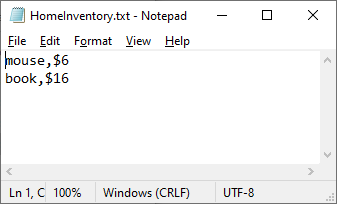 HomeInventory.txt - Notepad
File Edit Format View Help
mouse,$6
book,$16
Ln 1, C 100% Windows (CRLF) UTF-8